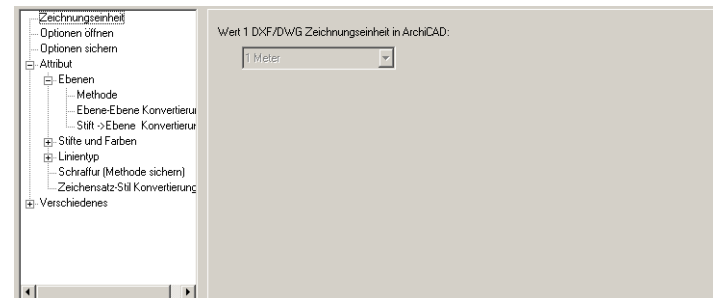 Zeichnungseinheit
Optionen öffnen
Optionen sichern
Attribut
Ebenen
Methode
Ebene-Ebene Konvertierur
Stift ->Ebene Konvertierur
Stifte und Farben
Linientyp
Schraffur (Methode sichern)
Zeichensatz-Stil Konvertierung
Verschiedenes
Wert 1 DXF/DWG Zeichnungseinheit in ArchiCAD:
1 Meter